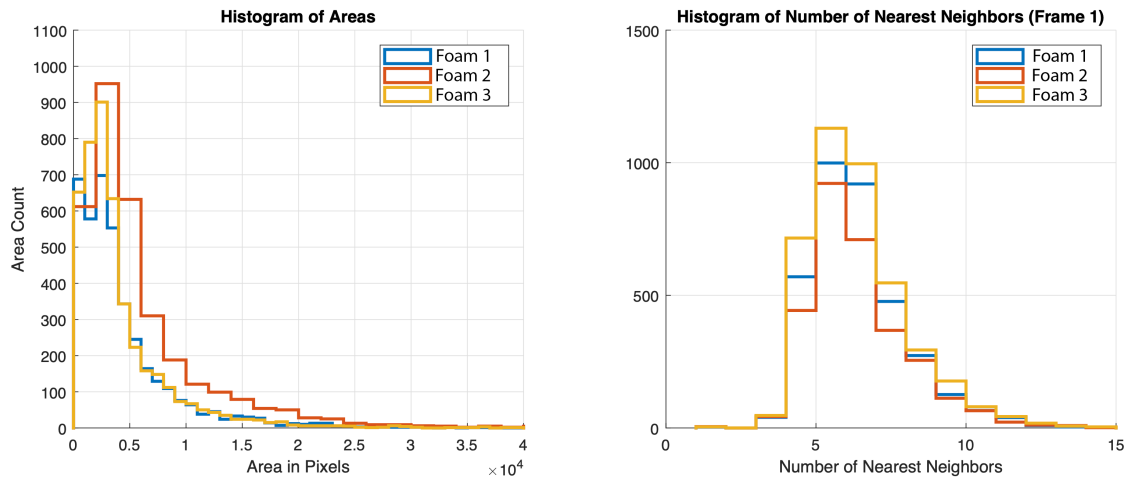 Histogram of Areas
1100
1000
900
800
700
600
500
400
300
200
100
0
Area Count
0
0.5
1
1.5
2
2.5
3
3.5
4
Area in Pixels
×10⁴
Foam 1
Foam 2
Foam 3
Histogram of Number of Nearest Neighbors (Frame 1)
1500
1000
500
0
0
5
10
15
Number of Nearest Neighbors
Foam 1
Foam 2
Foam 3